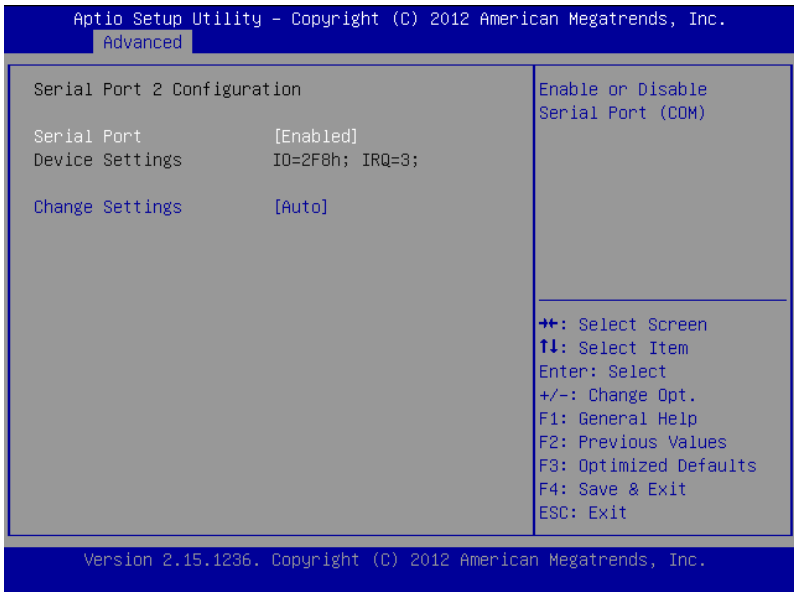 Aptio Setup Utility – Copyright (C) 2012 American Megatrends, Inc.
Advanced
Serial Port 2 Configuration
Serial Port [Enabled]
Device Settings IO=2F8h; IRQ=3;
Change Settings [Auto]
Enable or Disable
Serial Port (COM)
→←: Select Screen
↑↓: Select Item
Enter: Select
+/-: Change Opt.
F1: General Help
F2: Previous Values
F3: Optimized Defaults
F4: Save & Exit
ESC: Exit
Version 2.15.1236. Copyright (C) 2012 American Megatrends, Inc.